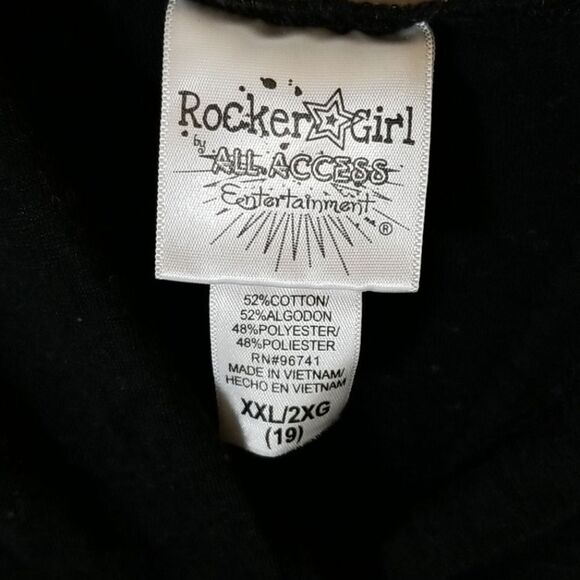 Rocker Girl
by ALL ACCESS
Entertainment
®
52%COTTON/
52%ALGODON
48%POLYESTER/
48%POLIESTER
RN#96741
MADE IN VIETNAM/
HECHO EN VIETNAM
XXL/2XG
(19)